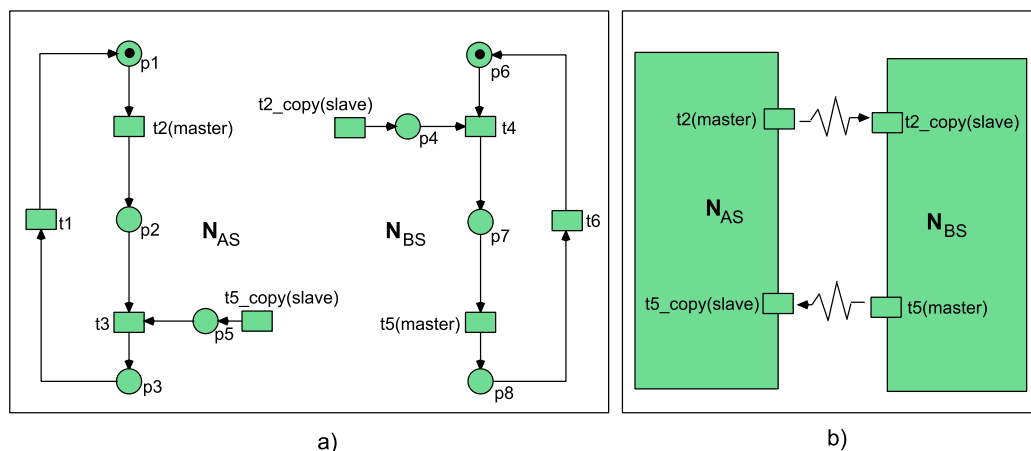 p1
t2(master)
t1
p2
N_AS
t5_copy(slave)
t3
p5
p3
p6
t2_copy(slave)
p4
t4
N_BS
p7
t6
t5(master)
p8
a)
t2(master)
t2_copy(slave)
N_AS
N_BS
t5_copy(slave)
t5(master)
b)